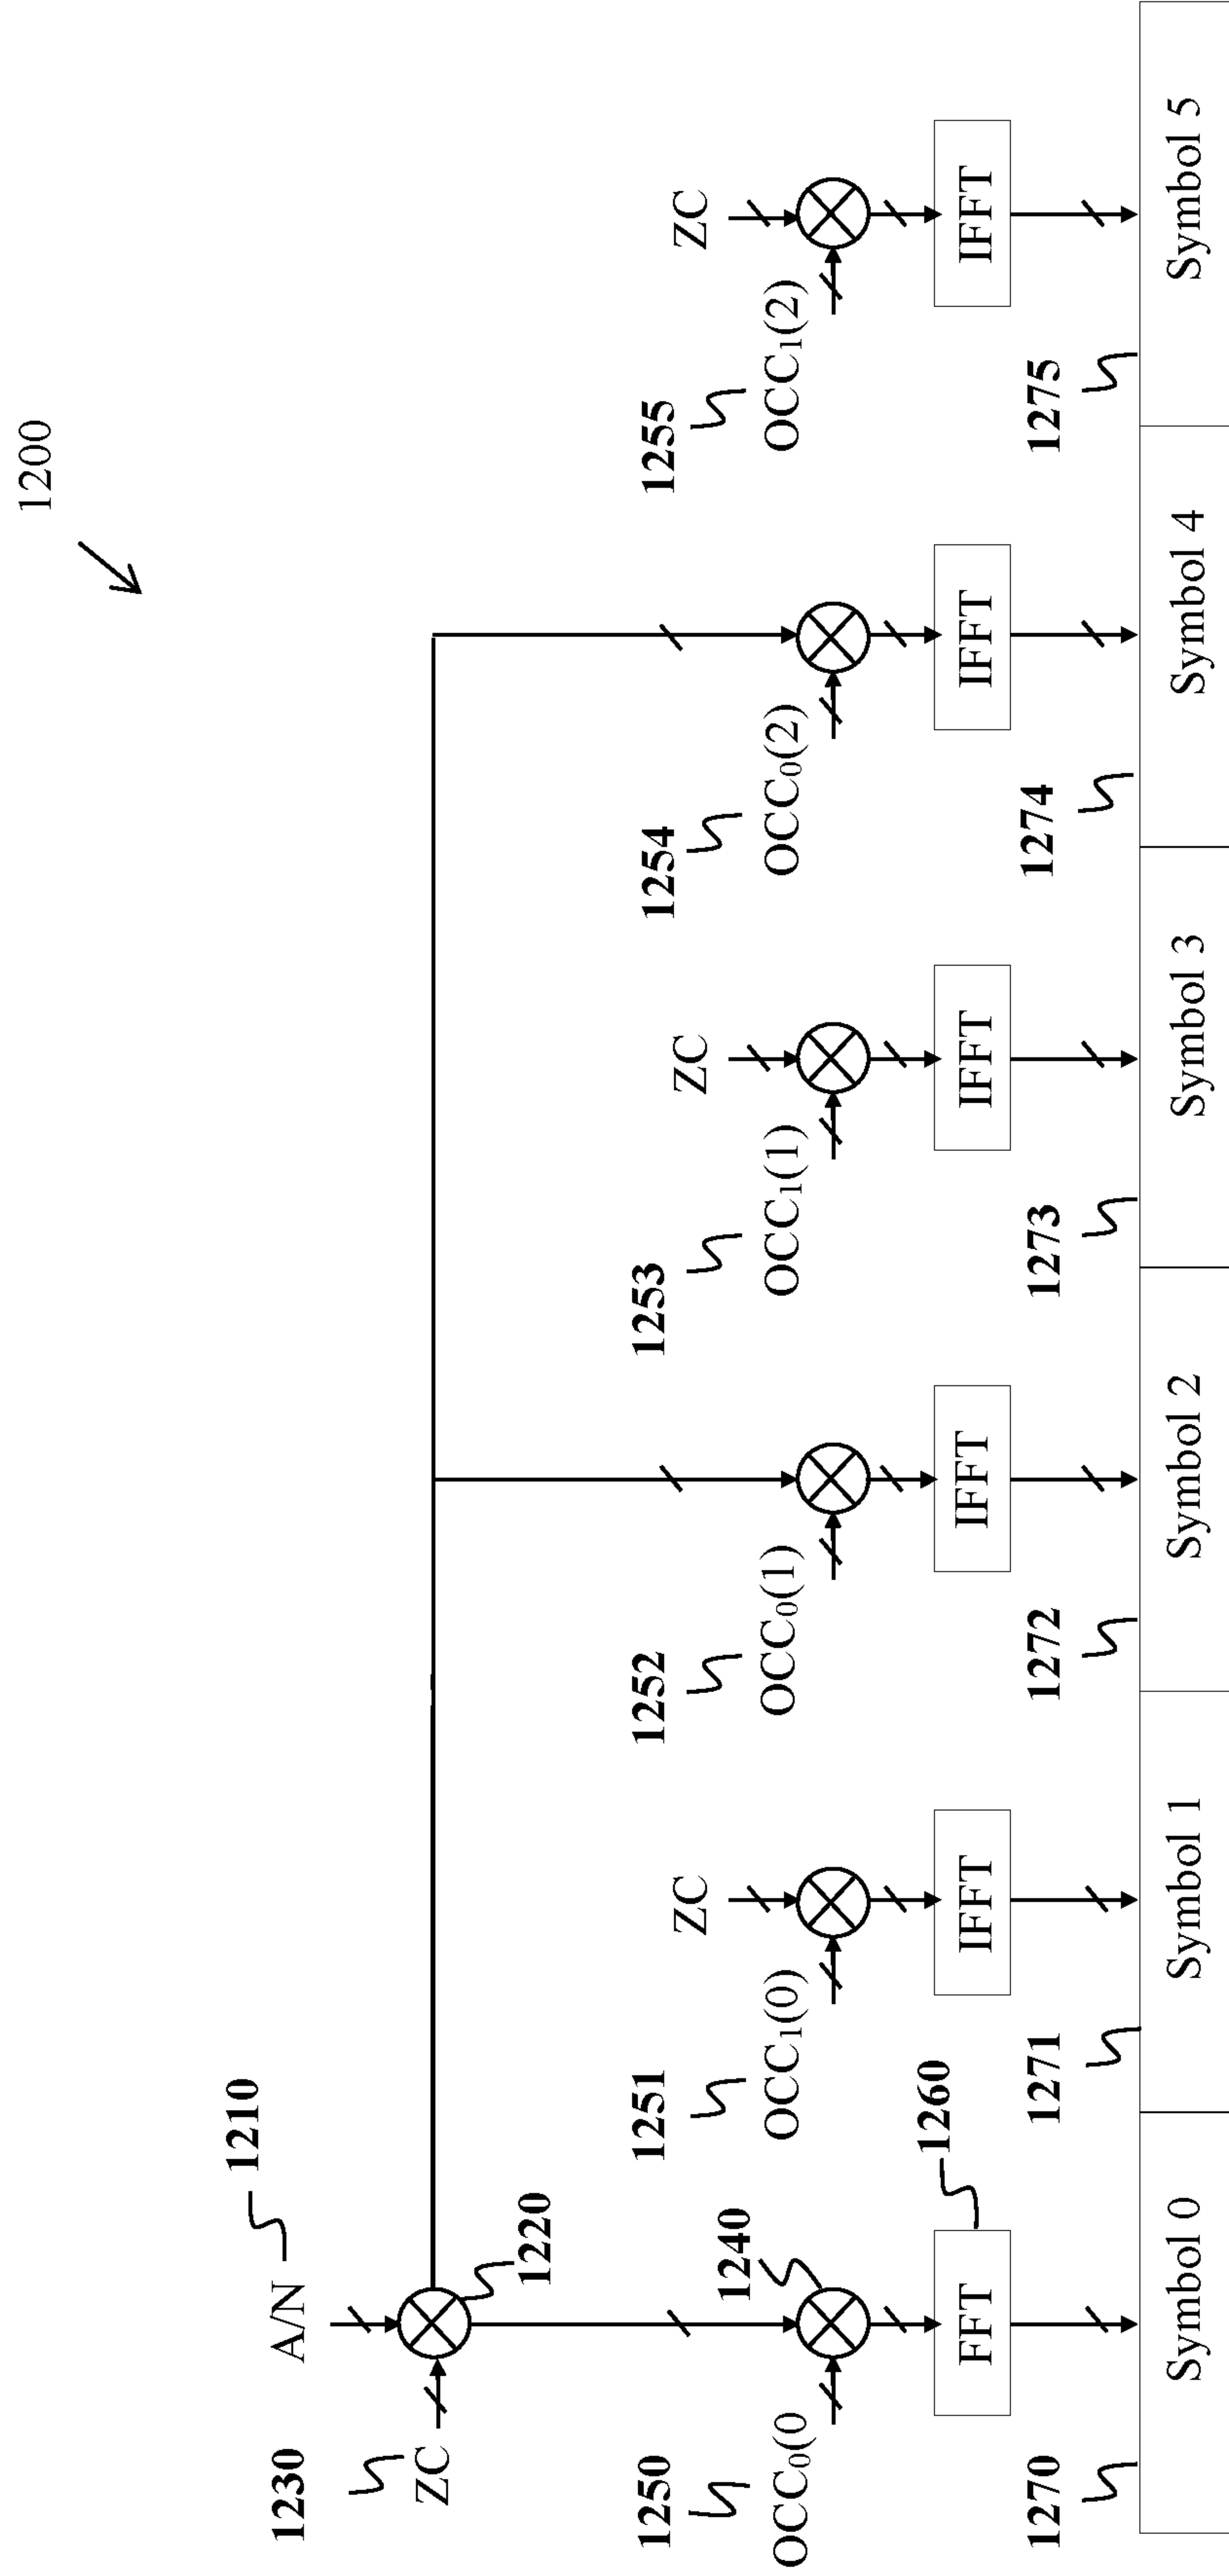 1200
A/N
1210
1230
ZC
1220
1250
OCC0(0
1240
1251
OCC1(0)
ZC
1252
OCC0(1)
1253
OCC1(1)
ZC
1254
OCC0(2)
1255
OCC1(2)
ZC
FFT
1260
IFFT
IFFT
IFFT
IFFT
IFFT
1270
1271
1272
1273
1274
1275
Symbol 0
Symbol 1
Symbol 2
Symbol 3
Symbol 4
Symbol 5